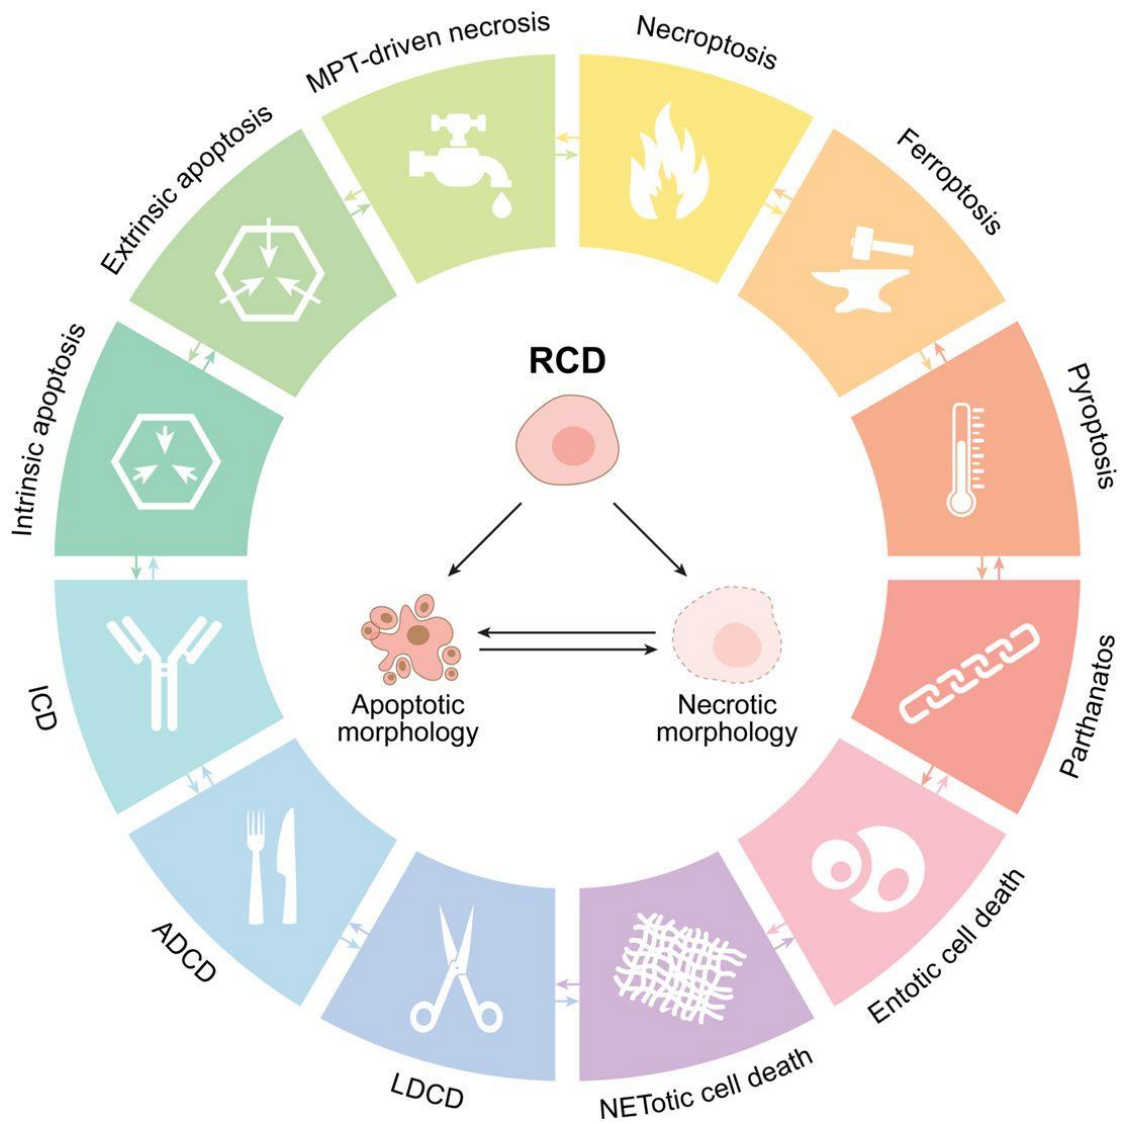 MPT-driven necrosis
Necroptosis
Extrinsic apoptosis
Ferroptosis
Intrinsic apoptosis
Pyroptosis
RCD
Apoptotic
morphology
Necrotic
morphology
ICD
Parthanatos
ADCD
Entotic cell death
LDCD
NETotic cell death